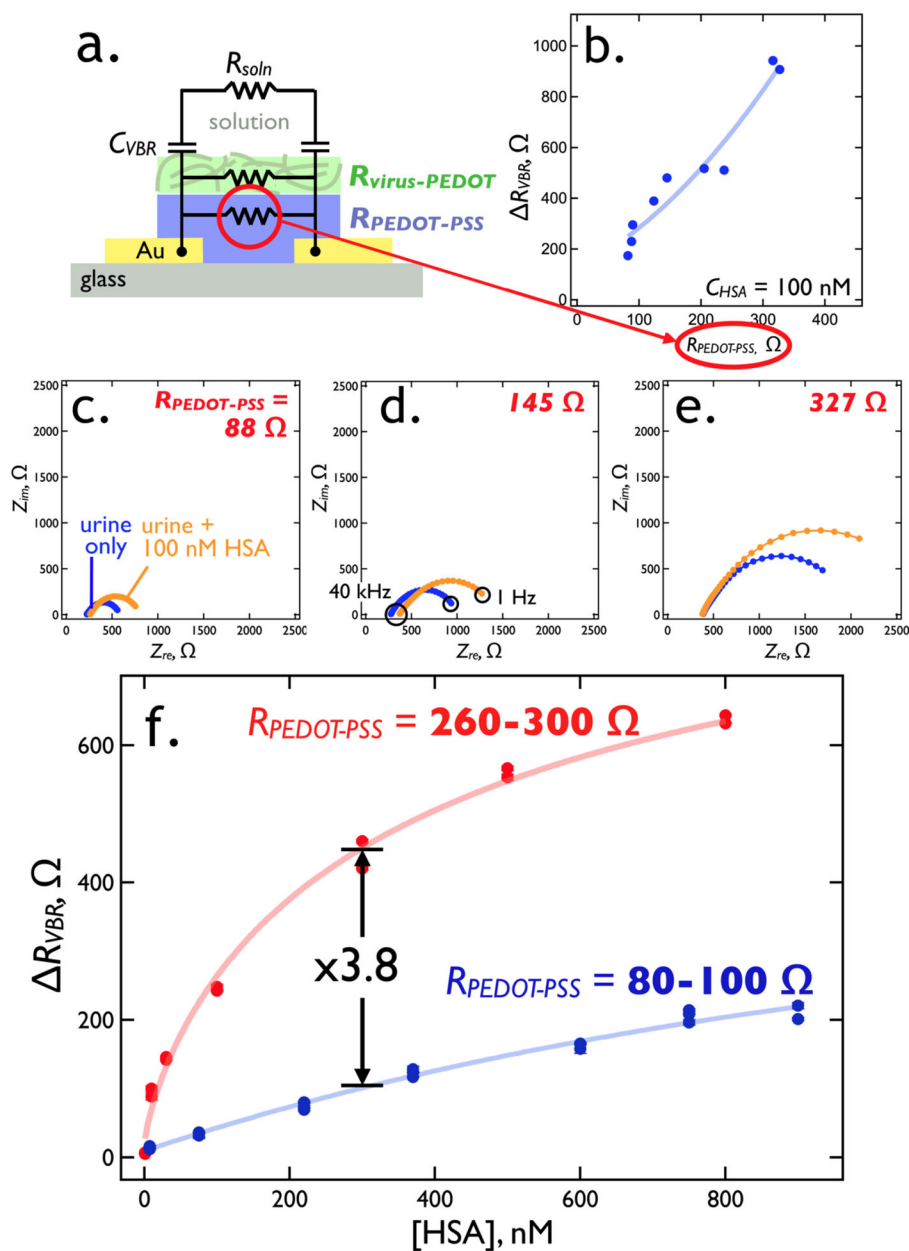 a.
R_soln
solution
C_VBR
R_virus-PEDOT
R_PEDOT-PSS
Au
glass
b.
1000
800
600
400
200
0
ΔR_VBR, Ω
C_HSA = 100 nM
0 100 200 300 400
R_PEDOT-PSS, Ω
c.
R_PEDOT-PSS =
88 Ω
2500
2000
1500
1000
500
0
Z_im, Ω
urine
only
urine +
100 nM HSA
0 500 1000 1500 2000 2500
Z_re, Ω
d.
145 Ω
2500
2000
1500
1000
500
0
Z_im, Ω
40 kHz
1 Hz
0 500 1000 1500 2000 2500
Z_re, Ω
e.
327 Ω
2500
2000
1500
1000
500
0
Z_im, Ω
0 500 1000 1500 2000 2500
Z_re, Ω
f.
R_PEDOT-PSS = 260-300 Ω
600
400
200
0
ΔR_VBR, Ω
x3.8
R_PEDOT-PSS = 80-100 Ω
0 200 400 600 800
[HSA], nM